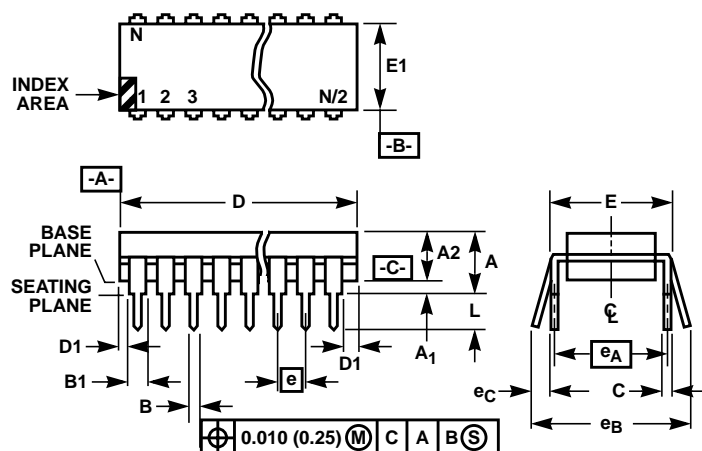 N
E1
INDEX
AREA
1 2 3 N/2
-B-
-A-
D
E
BASE
PLANE
-C-
A2
A
SEATING
PLANE
L
C
L
D1
A1
D1
eA
B1
e
eC
C
B
eB
0.010 (0.25) M C A B S